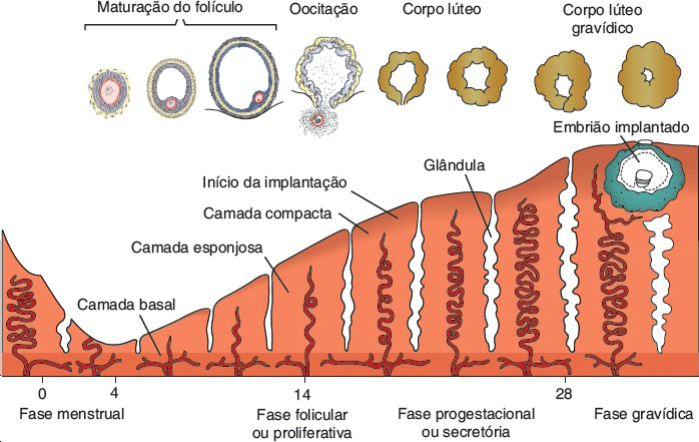 Maturação do folículo
Oocitação
Corpo lúteo
Corpo lúteo
gravídico
Embrião implantado
Glândula
Início da implantação
Camada compacta
Camada esponjosa
Camada basal
0
4
14
28
Fase menstrual
Fase folicular
ou proliferativa
Fase progestacional
ou secretória
Fase gravídica